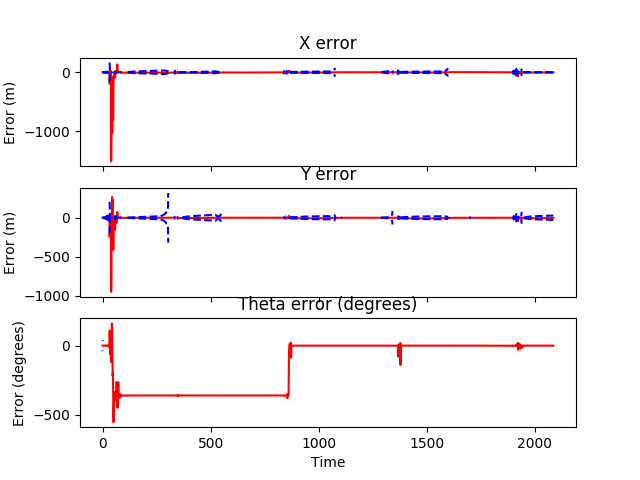 X error
0
−1000
Error (m)
Y error
0
−500
−1000
Error (m)
Theta error (degrees)
0
−500
Error (degrees)
0 500 1000 1500 2000
Time